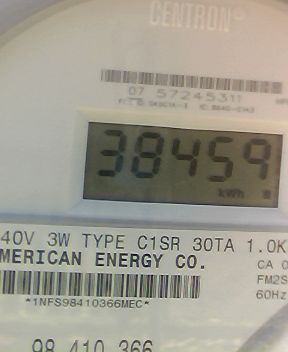 CENTRON®
07 57245311
38459
kWh
40V 3W TYPE C1SR 30TA 1.0K
MERICAN ENERGY CO.
CA 0
FM2S
60Hz
*1NFS98410366MEC*
98 410 366